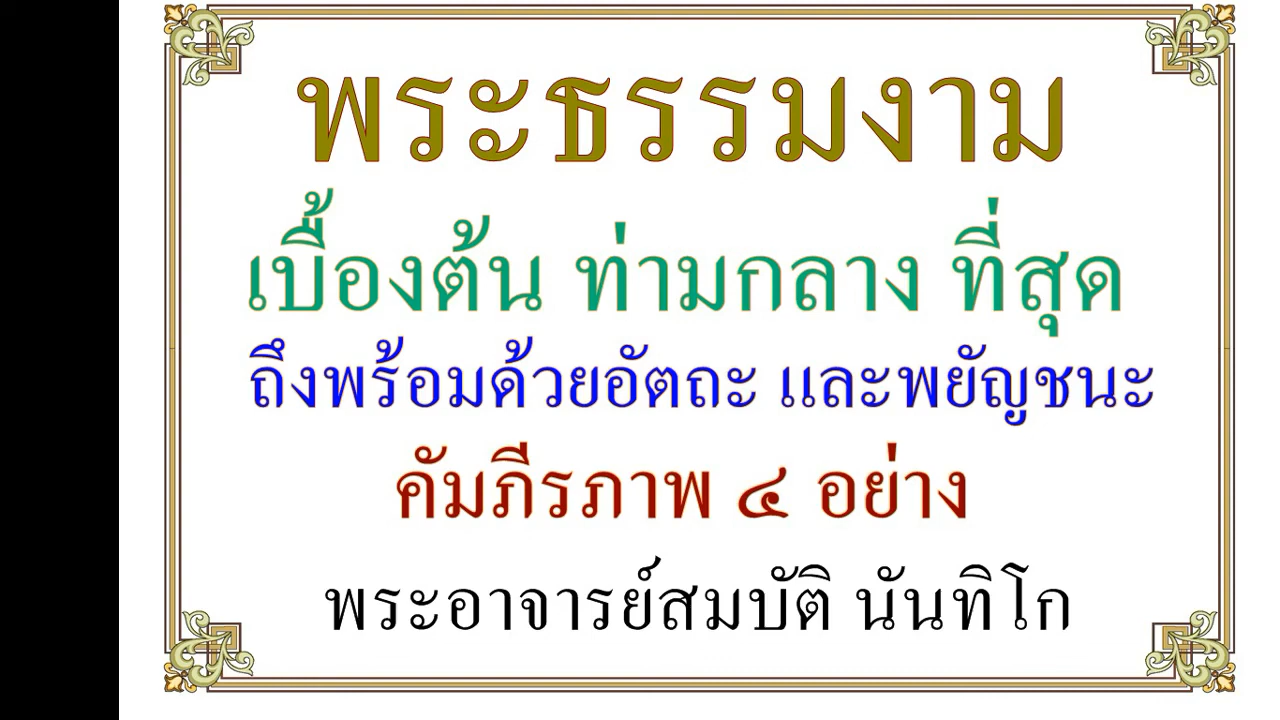 พระธรรมงาม
เบื้องต้น ท่ามกลาง ที่สุด
ถึงพร้อมด้วยอัตถะ และพยัญชนะ
คัมภีรภาพ ๔ อย่าง
พระอาจารย์สมบัติ นันทิโก